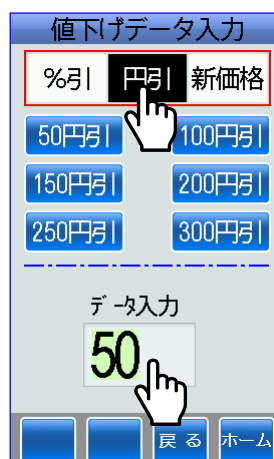 値下げデータ入力
%引 円引 新価格
50円引 100円引
150円引 200円引
250円引 300円引
データ入力
50
戻る ホーム